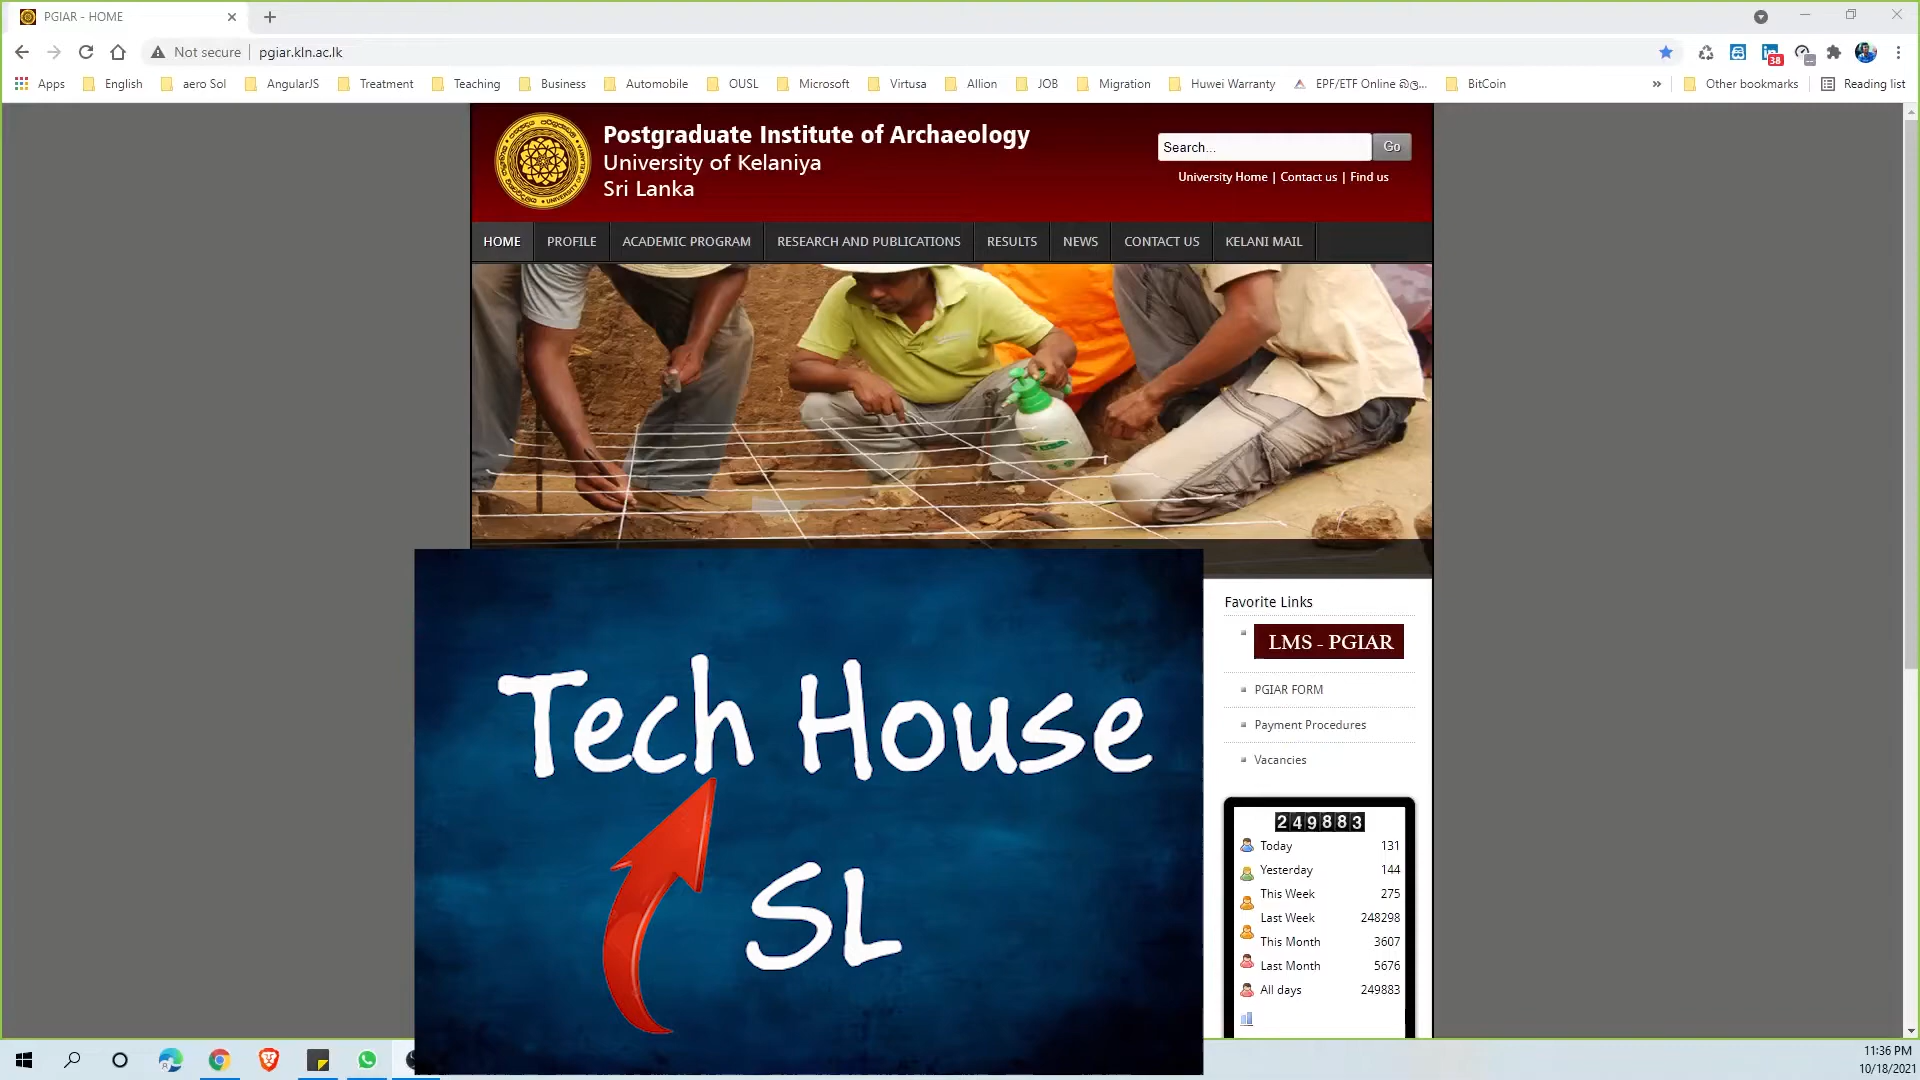 PGIAR - HOME
Not secure
pgiar.kln.ac.lk
38
Apps
English
aero Sol
AngularJS
Treatment
Teaching
Business
Automobile
OUSL
Microsoft
Virtusa
Allion
JOB
Migration
Huwei Warranty
EPF/ETF Online
BitCoin
Other bookmarks
Reading list
Postgraduate Institute of Archaeology
University of Kelaniya
Sri Lanka
Search...
Go
University Home | Contact us | Find us
HOME
PROFILE
ACADEMIC PROGRAM
RESEARCH AND PUBLICATIONS
RESULTS
NEWS
CONTACT US
KELANI MAIL
Tech House
SL
Favorite Links
LMS - PGIAR
PGIAR FORM
Payment Procedures
Vacancies
249883
Today 131
Yesterday 144
This Week 275
Last Week 248298
This Month 3607
Last Month 5676
All days 249883
11:36 PM
10/18/2021